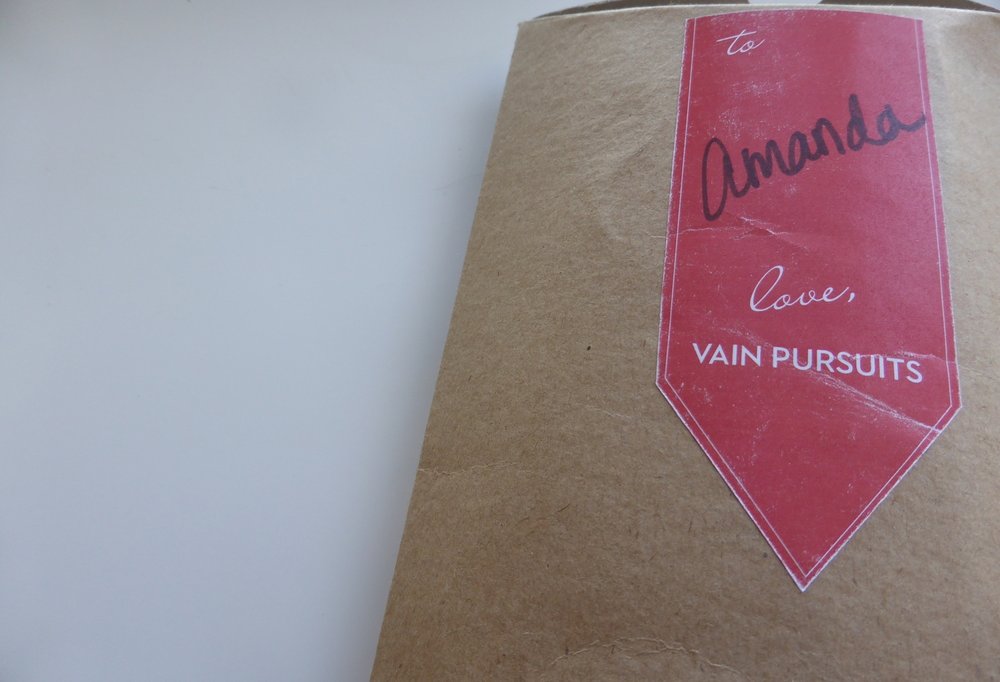 to
Amanda
love,
VAIN PURSUITS